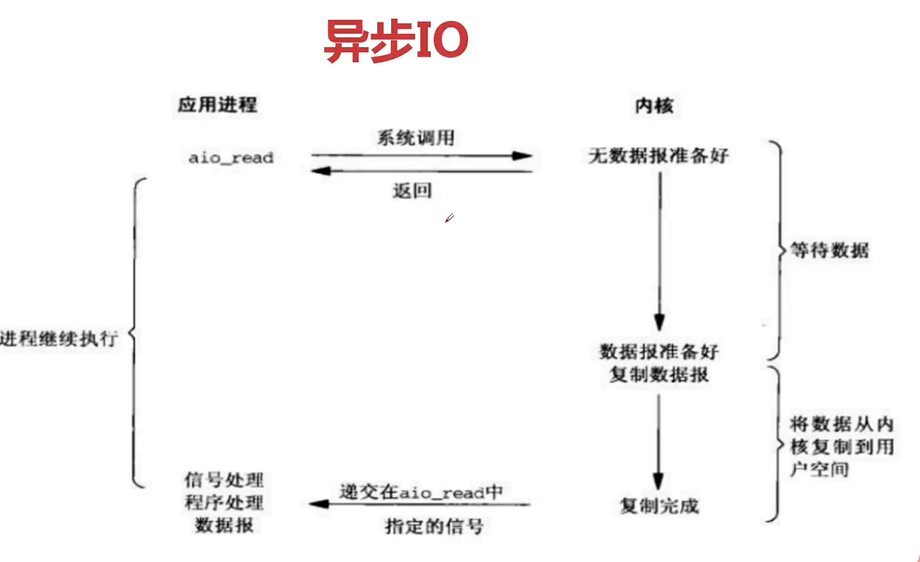 异步IO
应用进程
内核
系统调用
aio_read
无数据报准备好
返回
等待数据
进程继续执行
数据报准备好
复制数据报
将数据从内
核复制到用
户空间
信号处理
程序处理
数据报
递交在aio_read中
指定的信号
复制完成